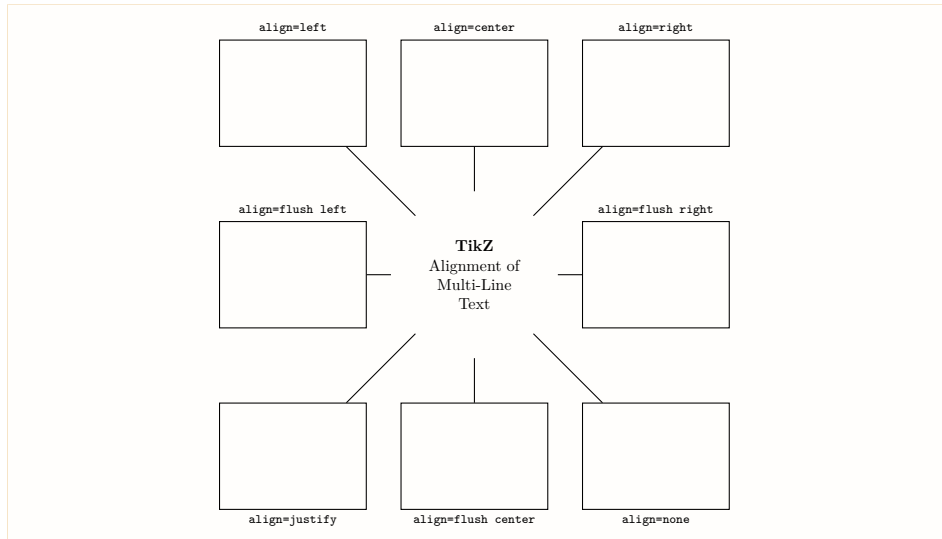 align=left
align=center
align=right
align=flush left
align=flush right
TikZ
Alignment of
Multi-Line
Text
align=justify
align=flush center
align=none